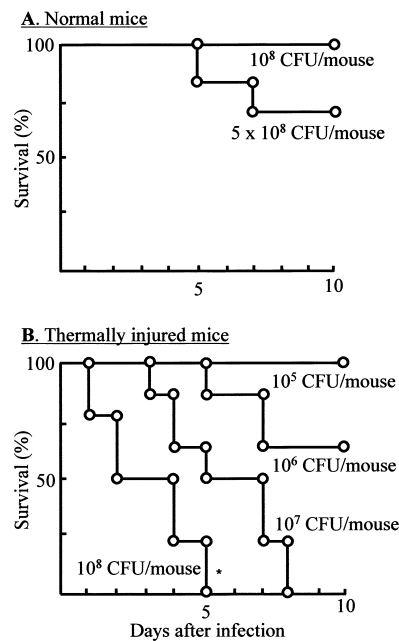 A. Normal mice
100
10⁸ CFU/mouse
5 x 10⁸ CFU/mouse
50
Survival (%)
5
10
B. Thermally injured mice
100
10⁵ CFU/mouse
10⁶ CFU/mouse
50
Survival (%)
10⁷ CFU/mouse
10⁸ CFU/mouse
*
5
10
Days after infection